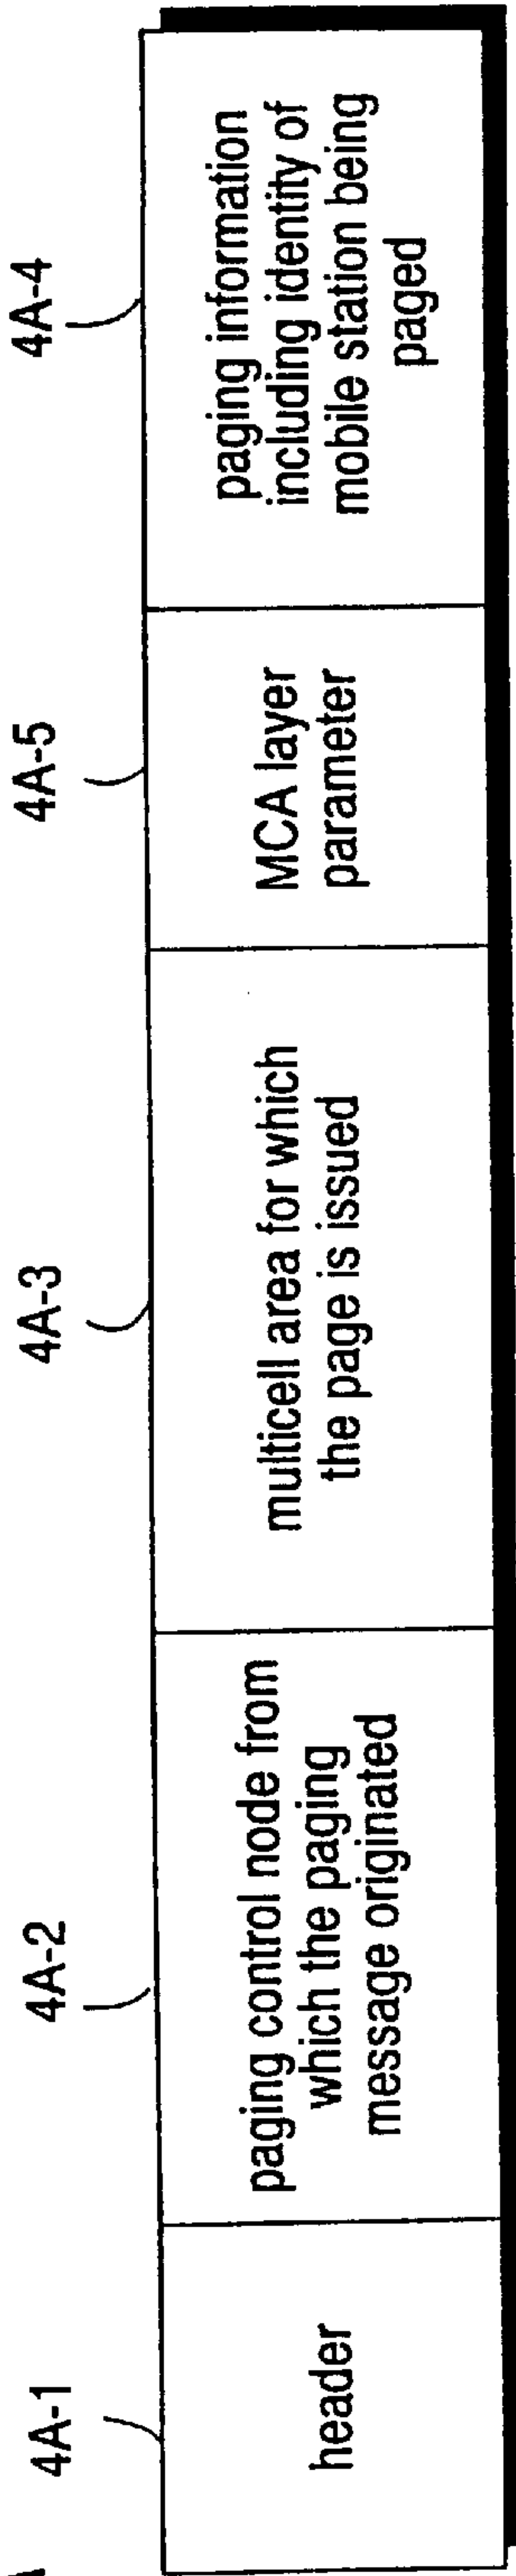 4A-1
4A-2
4A-3
4A-5
4A-4
header
paging control node from
which the paging
message originated
multicell area for which
the page is issued
MCA layer
parameter
paging information
including identity of
mobile station being
paged